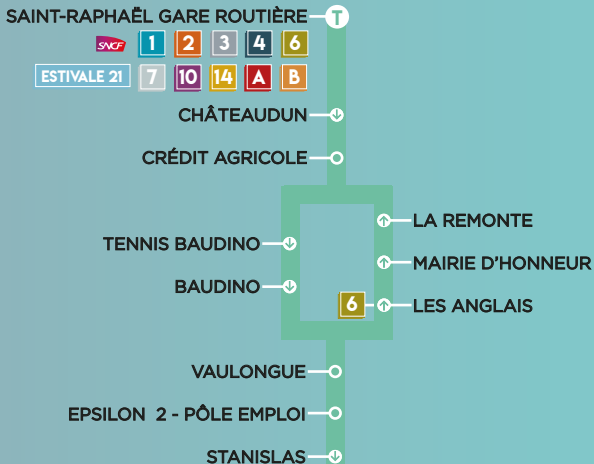 SAINT-RAPHAËL GARE ROUTIÈRE T
SNCF 1 2 3 4 6
ESTIVALE 21 7 10 14 A B
CHÂTEAUDUN
CRÉDIT AGRICOLE
LA REMONTE
TENNIS BAUDINO
MAIRIE D'HONNEUR
BAUDINO
6 LES ANGLAIS
VAULONGUE
EPSILON 2 - PÔLE EMPLOI
STANISLAS